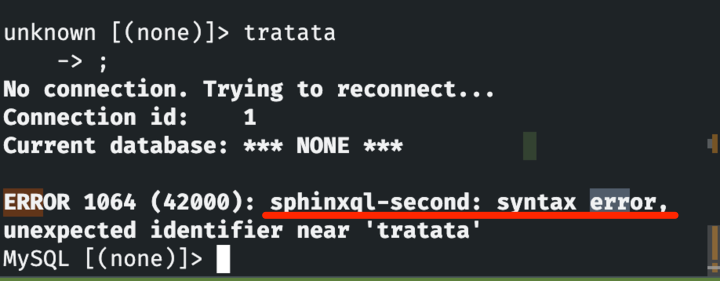 unknown [(none)]> tratata
    -> ;
No connection. Trying to reconnect...
Connection id:    1
Current database: *** NONE ***

ERROR 1064 (42000): sphinxql-second: syntax error,
unexpected identifier near 'tratata'
MySQL [(none)]>